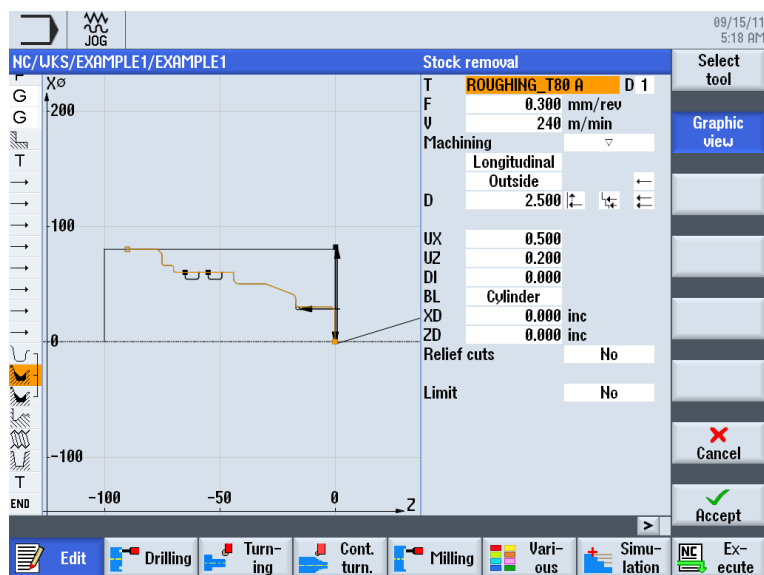 JOG
09/15/11
5:18 AM
NC/WKS/EXAMPLE1/EXAMPLE1
Stock removal
Select tool
G
G
T
END
T
XØ
200
100
0
-100
-100
-50
0
Z
T ROUGHING_T80 A D 1
F 0.300 mm/rev
V 240 m/min
Machining
Longitudinal
Outside
D 2.500
UX 0.500
UZ 0.200
DI 0.000
BL Cylinder
XD 0.000 inc
ZD 0.000 inc
Relief cuts No
Limit No
Graphic view
Cancel
Accept
>
Edit
Drilling
Turn-
ing
Cont.
turn.
Milling
Vari-
ous
Simu-
lation
NC
Ex-
ecute